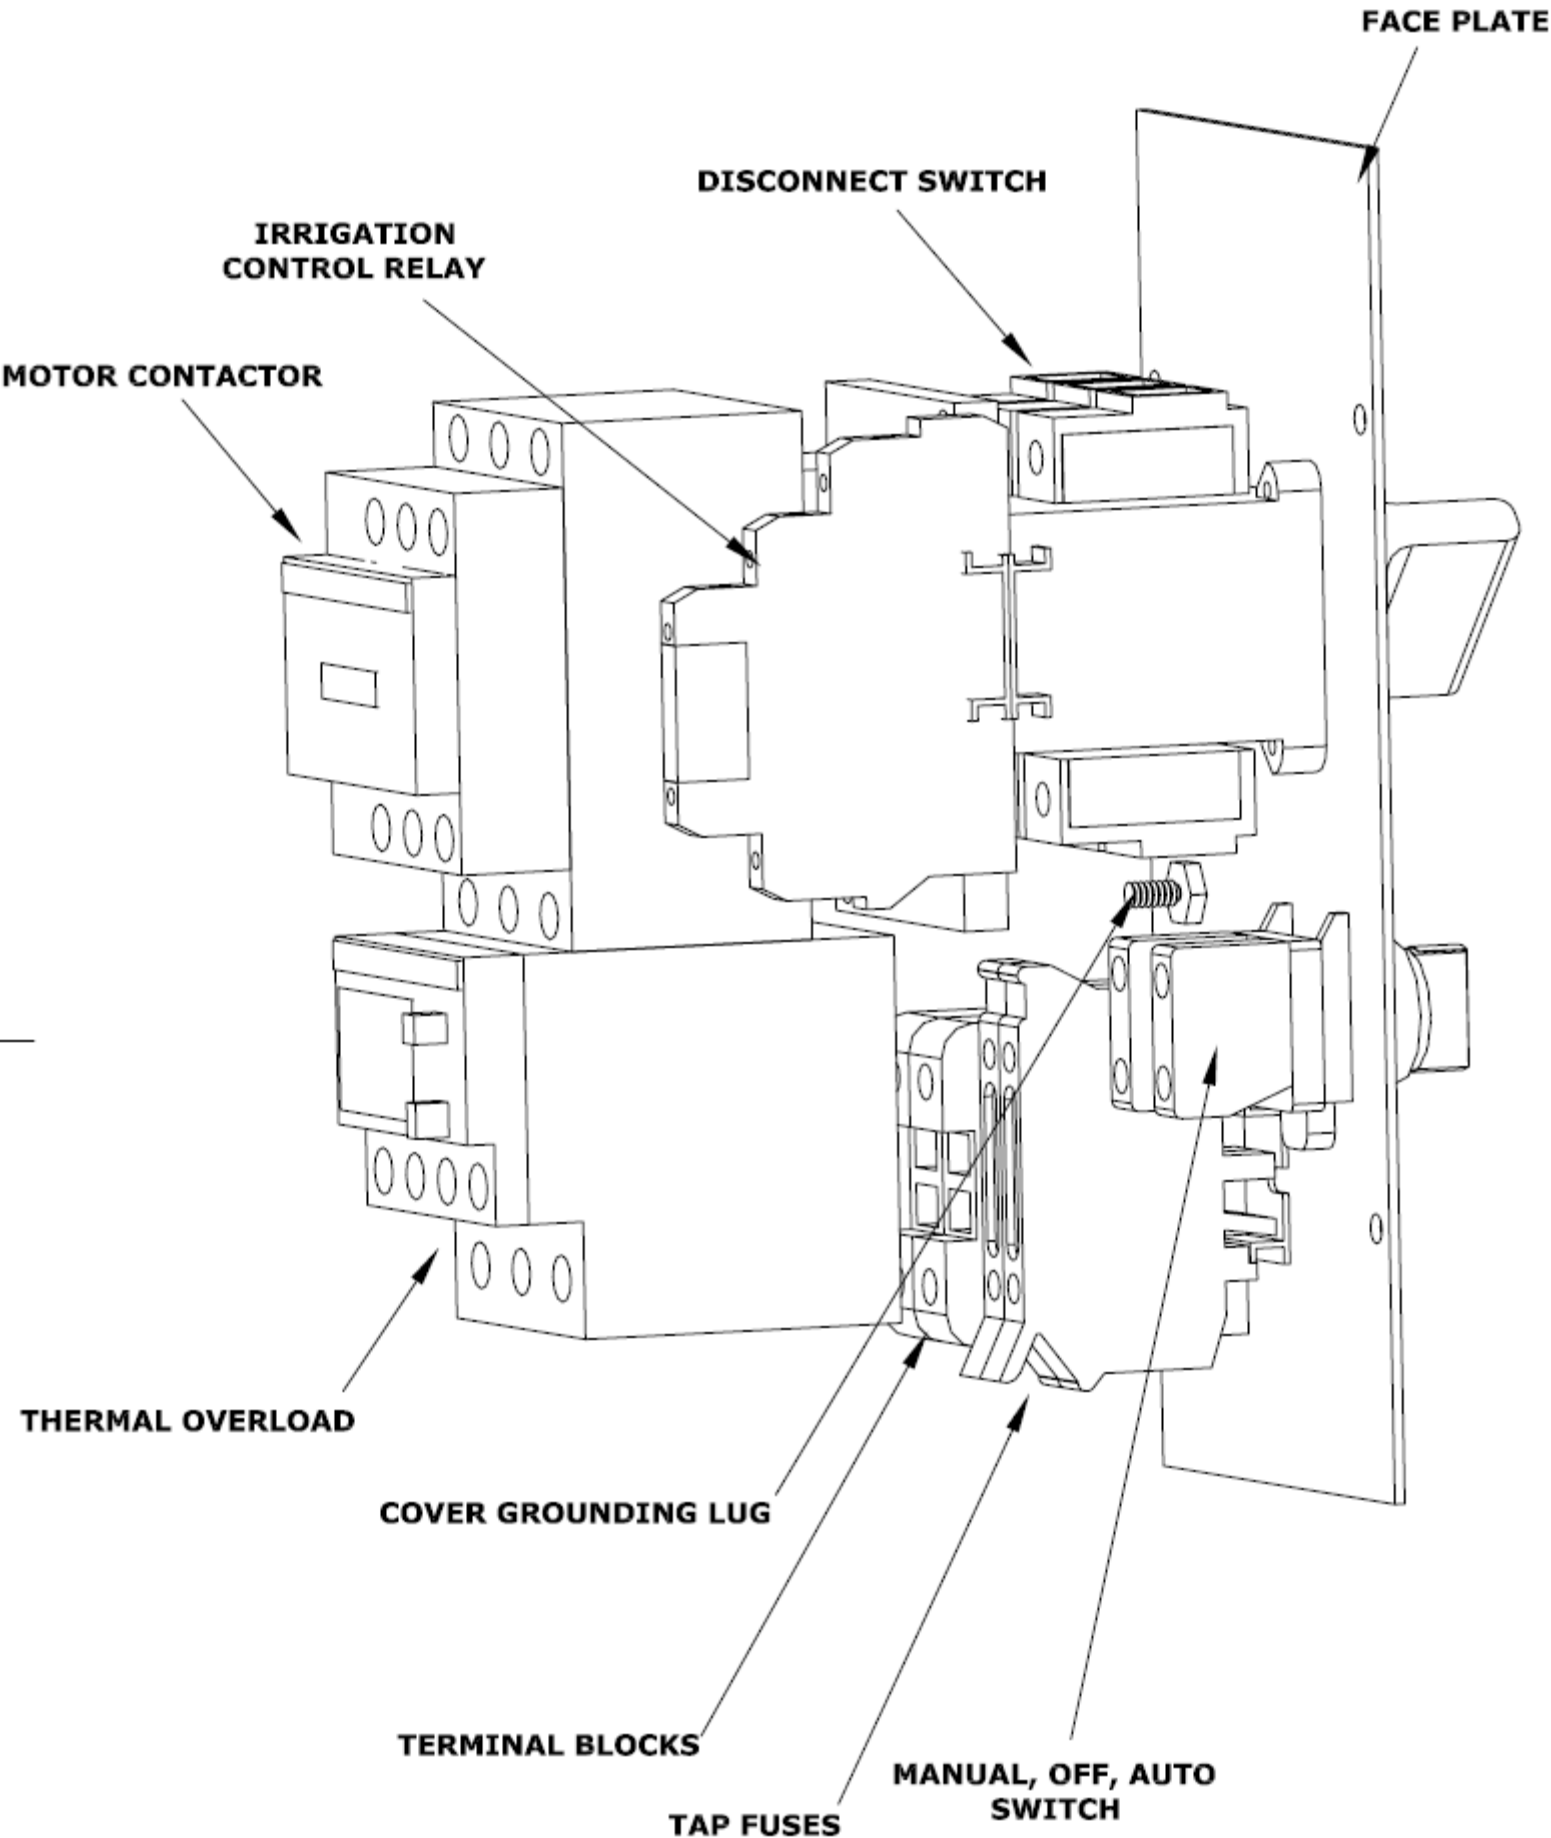 FACE PLATE
DISCONNECT SWITCH
IRRIGATION
CONTROL RELAY
MOTOR CONTACTOR
THERMAL OVERLOAD
COVER GROUNDING LUG
TERMINAL BLOCKS
MANUAL, OFF, AUTO
SWITCH
TAP FUSES